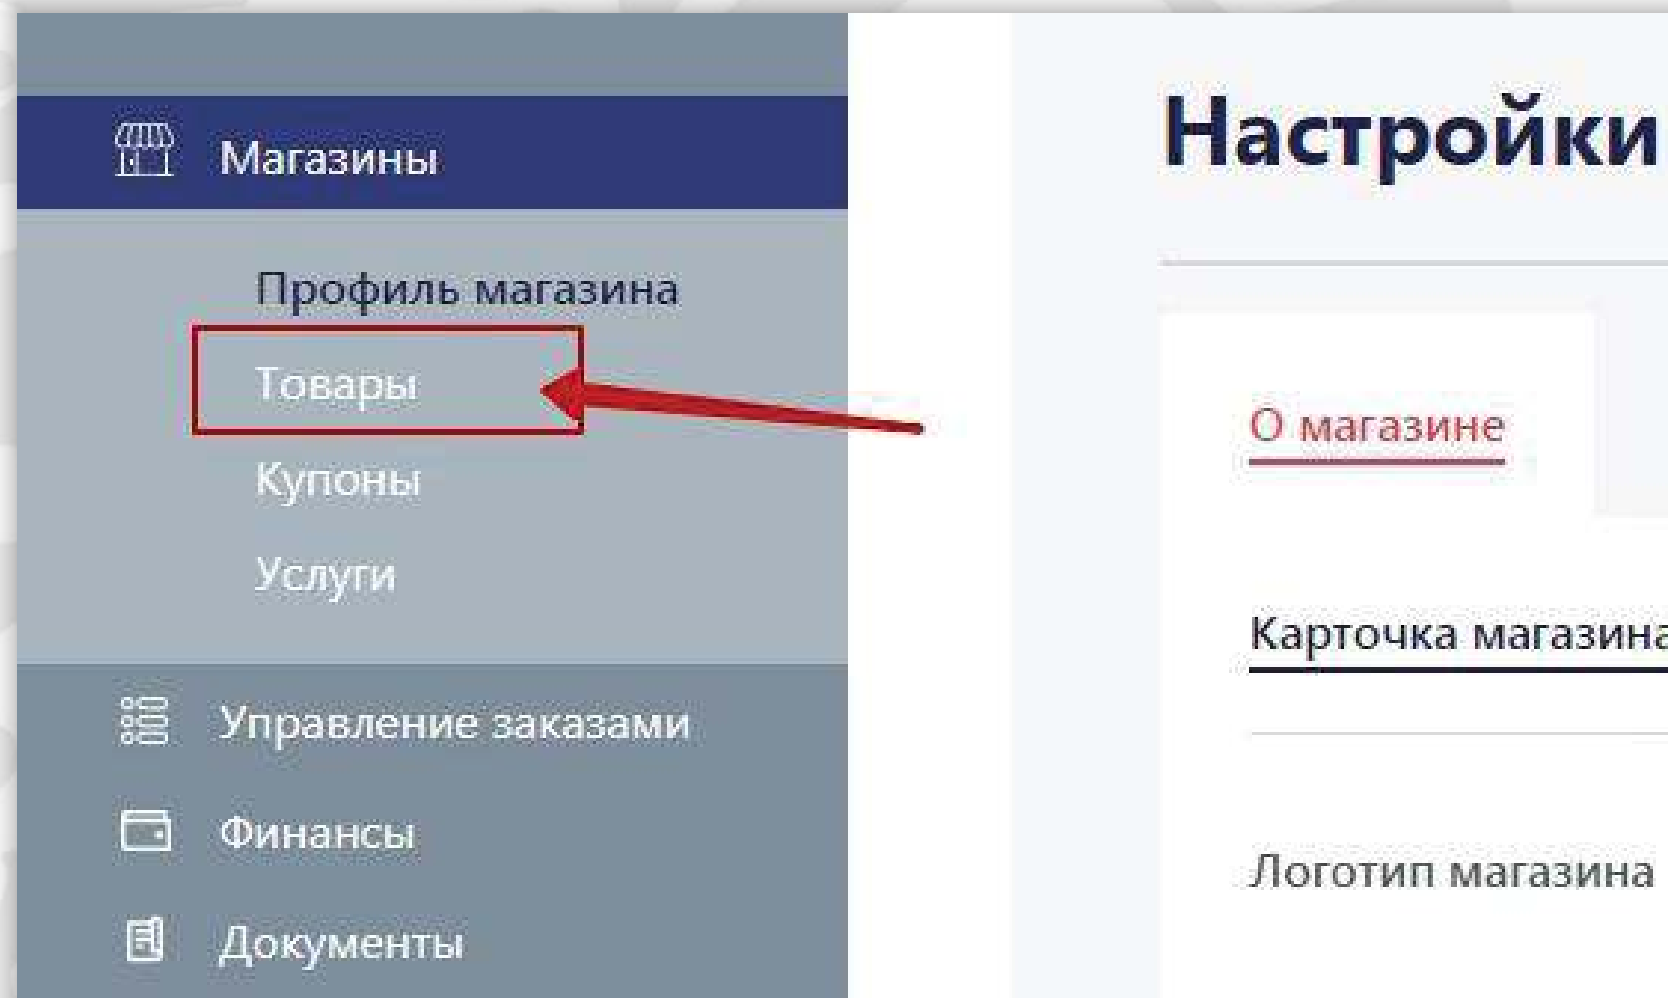 Магазины
Профиль магазина
Товары
Купоны
Услуги
Управление заказами
Финансы
Документы
Настройки
О магазине
Карточка магазина
Логотип магазина